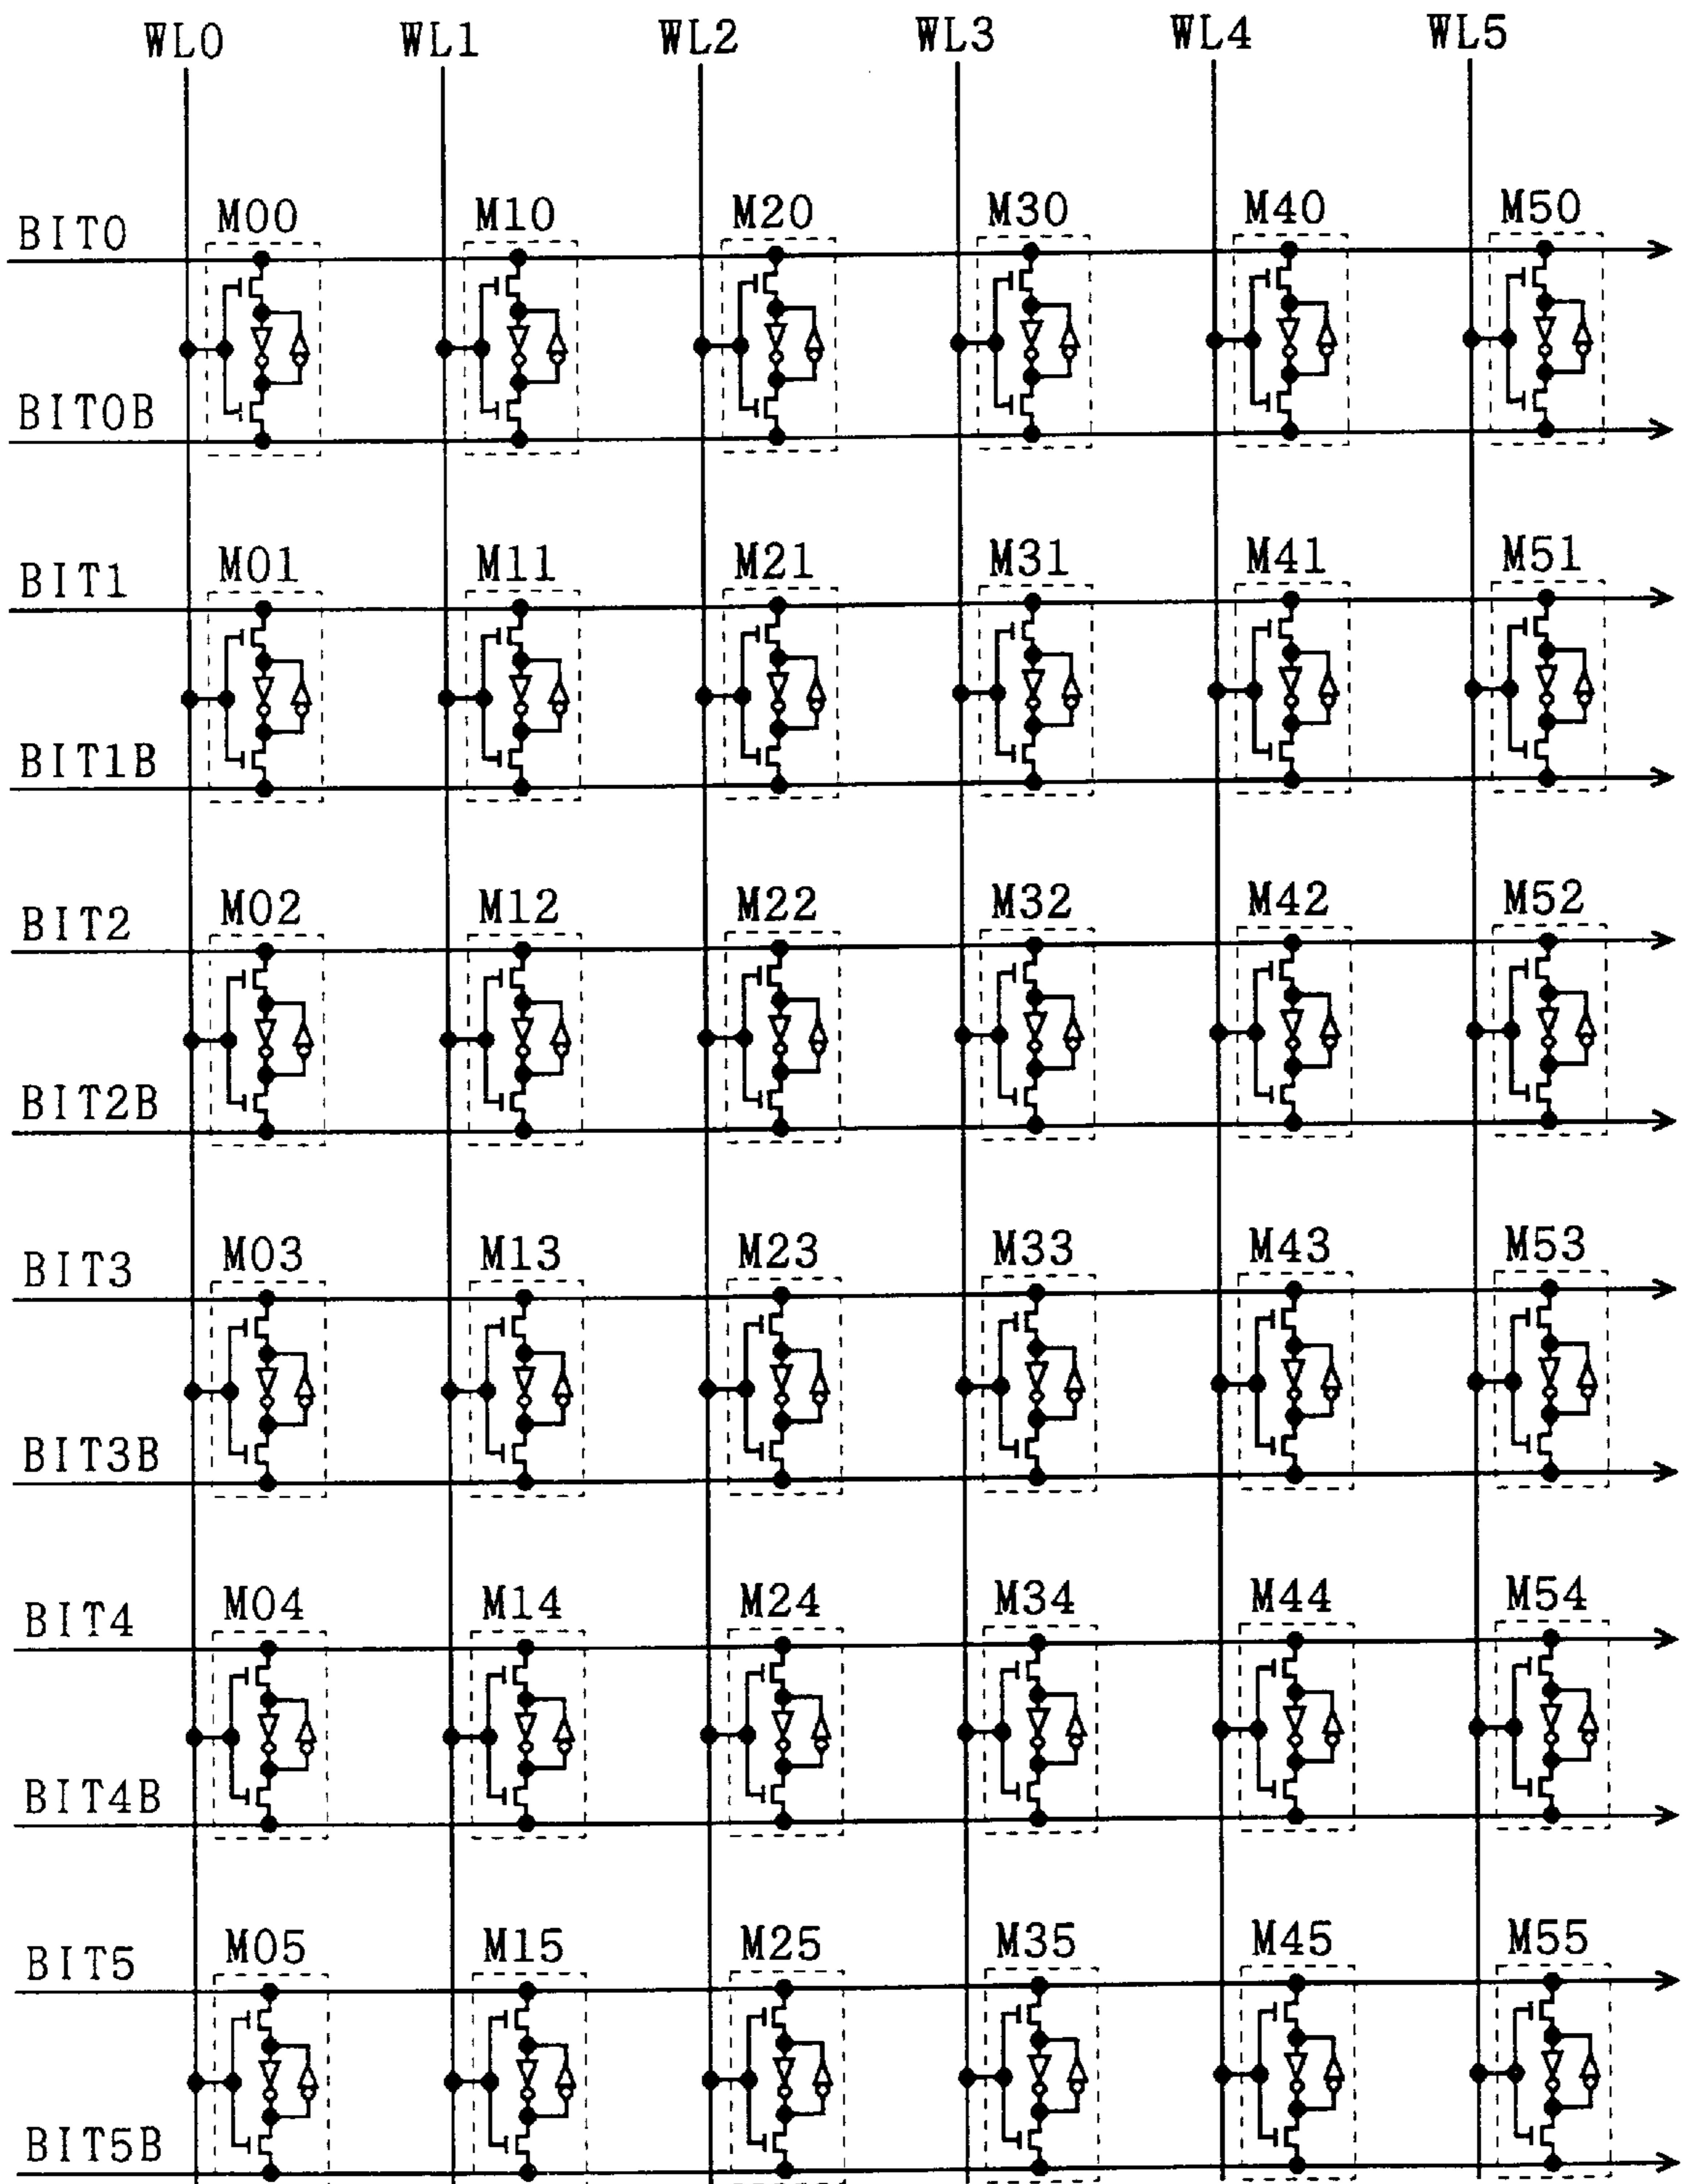 WL0 WL1 WL2 WL3 WL4 WL5
BIT0 M00 M10 M20 M30 M40 M50
BIT0B
BIT1 M01 M11 M21 M31 M41 M51
BIT1B
BIT2 M02 M12 M22 M32 M42 M52
BIT2B
BIT3 M03 M13 M23 M33 M43 M53
BIT3B
BIT4 M04 M14 M24 M34 M44 M54
BIT4B
BIT5 M05 M15 M25 M35 M45 M55
BIT5B